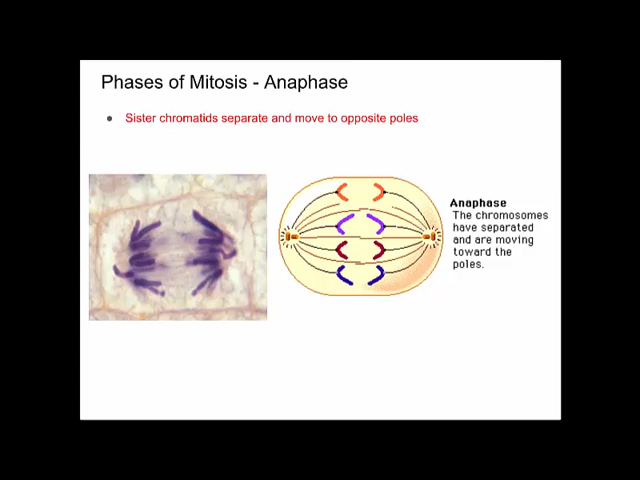 Phases of Mitosis - Anaphase
● Sister chromatids separate and move to opposite poles
Anaphase
The chromosomes
have separated
and are moving
toward the
poles.